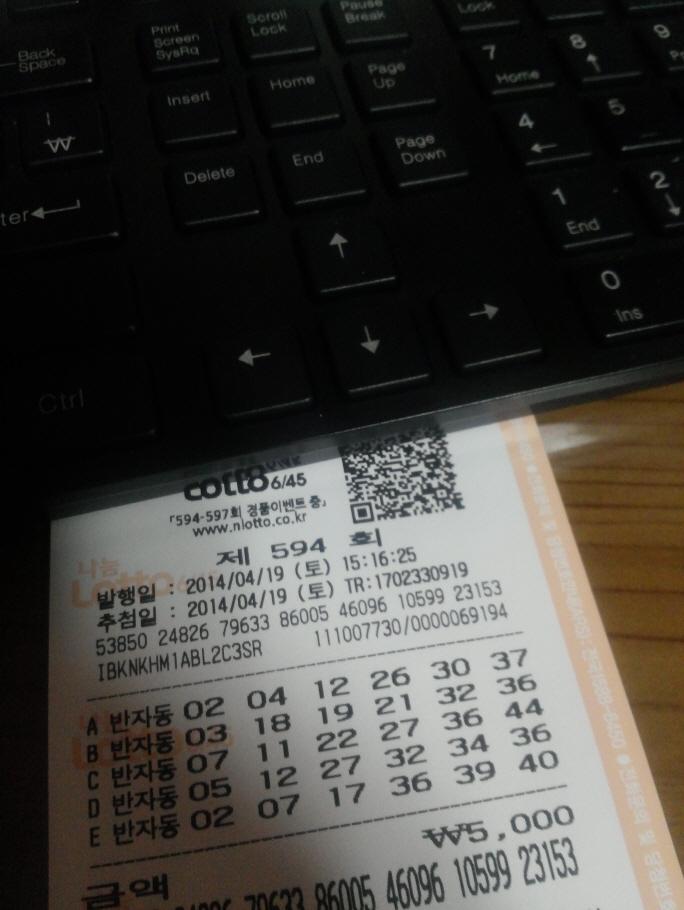 Back Space
Print Screen SysRq
Scroll Lock
Pause Break
Lock
7 Home
8
9
Insert
Home
Page Up
₩
4
5
Delete
End
Page Down
1 End
2
0 Ins
Ctrl
Lotto 6/45
「594-597회 경품이벤트 중」
www.nlotto.co.kr
제 594 회
나눔
Lotto
발행일 : 2014/04/19 (토) 15:16:25
추첨일 : 2014/04/19 (토) TR:1702330919
53850 24826 79633 86005 46096 10599 23153
IBKNKHM1ABL2C3SR 111007730/0000069194
A 반자동 02 04 12 26 30 37
B 반자동 03 18 19 21 32 36
C 반자동 07 11 22 27 36 44
D 반자동 05 12 27 32 34 36
E 반자동 02 07 17 36 39 40
금액 ₩5,000
79633 86005 46096 10599 23153